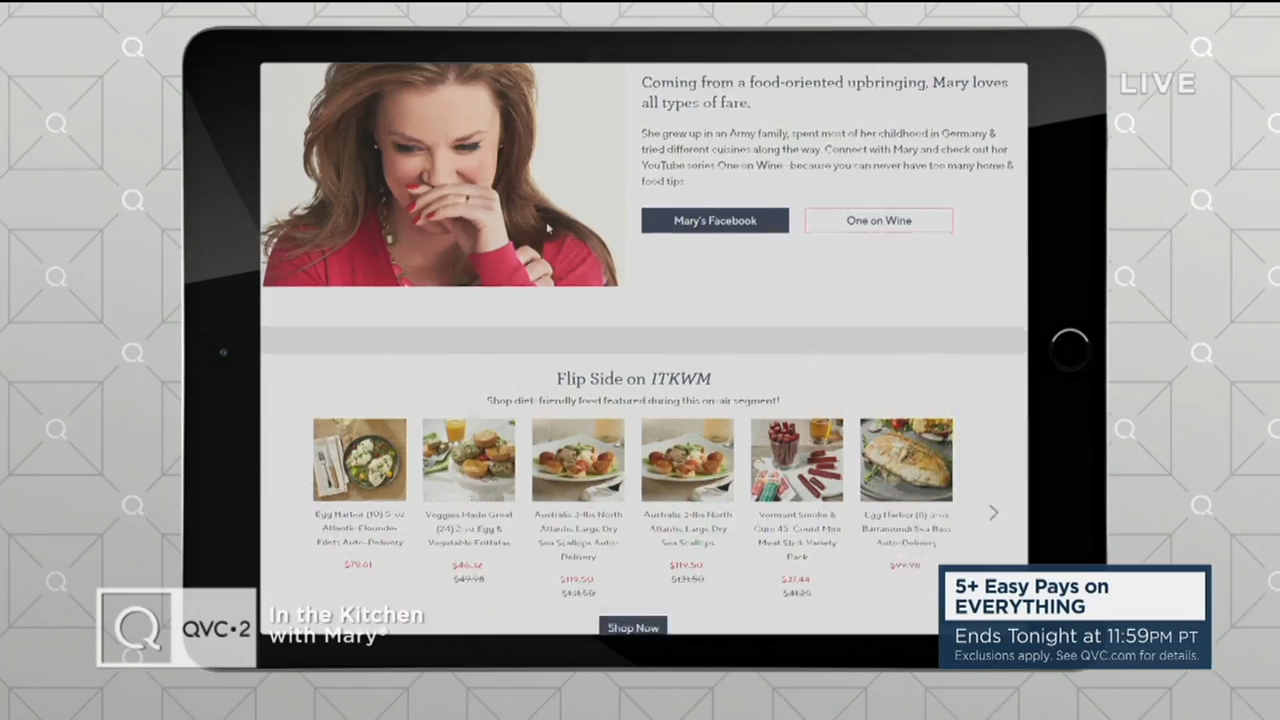 LIVE
Coming from a food-oriented upbringing, Mary loves
all types of fare.
She grew up in an Army family, spent most of her childhood in Germany &
tried different cuisines along the way. Connect with Mary and check out her
YouTube series One on Wine—because you can never have too many home &
food tips
Mary's Facebook
One on Wine
Flip Side on ITKWM
Shop diet-friendly food featured during this on-air segment!
Egg Harbor (10) 5-oz
Atlantic Flounder
Filets Auto-Delivery
$79.61
Veggies Made Great
(24) 2-oz Egg &
Vegetable Frittatas
$46.32
$49.98
Australis 3-lbs North
Atlantic Large Dry
Sea Scallops Auto-
Delivery
$119.50
$131.50
Australis 3-lbs North
Atlantic Large Dry
Sea Scallops
$119.50
$131.50
Vermont Smoke &
Cure 45-Count Mini
Meat Stick Variety
Pack
$37.44
$41.25
Egg Harbor (8)
Barramundi Sea Bass
Auto-Delivery
$99.98
Shop Now
QVC•2
In the Kitchen
with Mary®
5+ Easy Pays on
EVERYTHING
Ends Tonight at 11:59PM PT
Exclusions apply. See QVC.com for details.